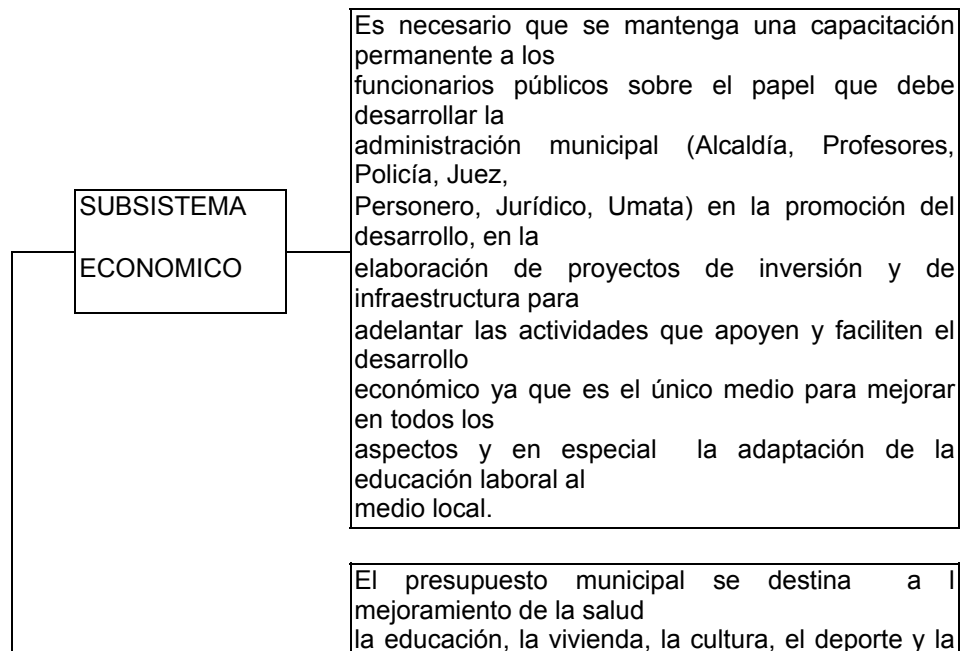 SUBSISTEMA
ECONOMICO
Es necesario que se mantenga una capacitación
permanente a los
funcionarios públicos sobre el papel que debe
desarrollar la
administración municipal (Alcaldía, Profesores,
Policía, Juez,
Personero, Jurídico, Umata) en la promoción del
desarrollo, en la
elaboración de proyectos de inversión y de
infraestructura para
adelantar las actividades que apoyen y faciliten el
desarrollo
económico ya que es el único medio para mejorar
en todos los
aspectos y en especial la adaptación de la
educación laboral al
medio local.
El presupuesto municipal se destina a l
mejoramiento de la salud
la educación, la vivienda, la cultura, el deporte y la